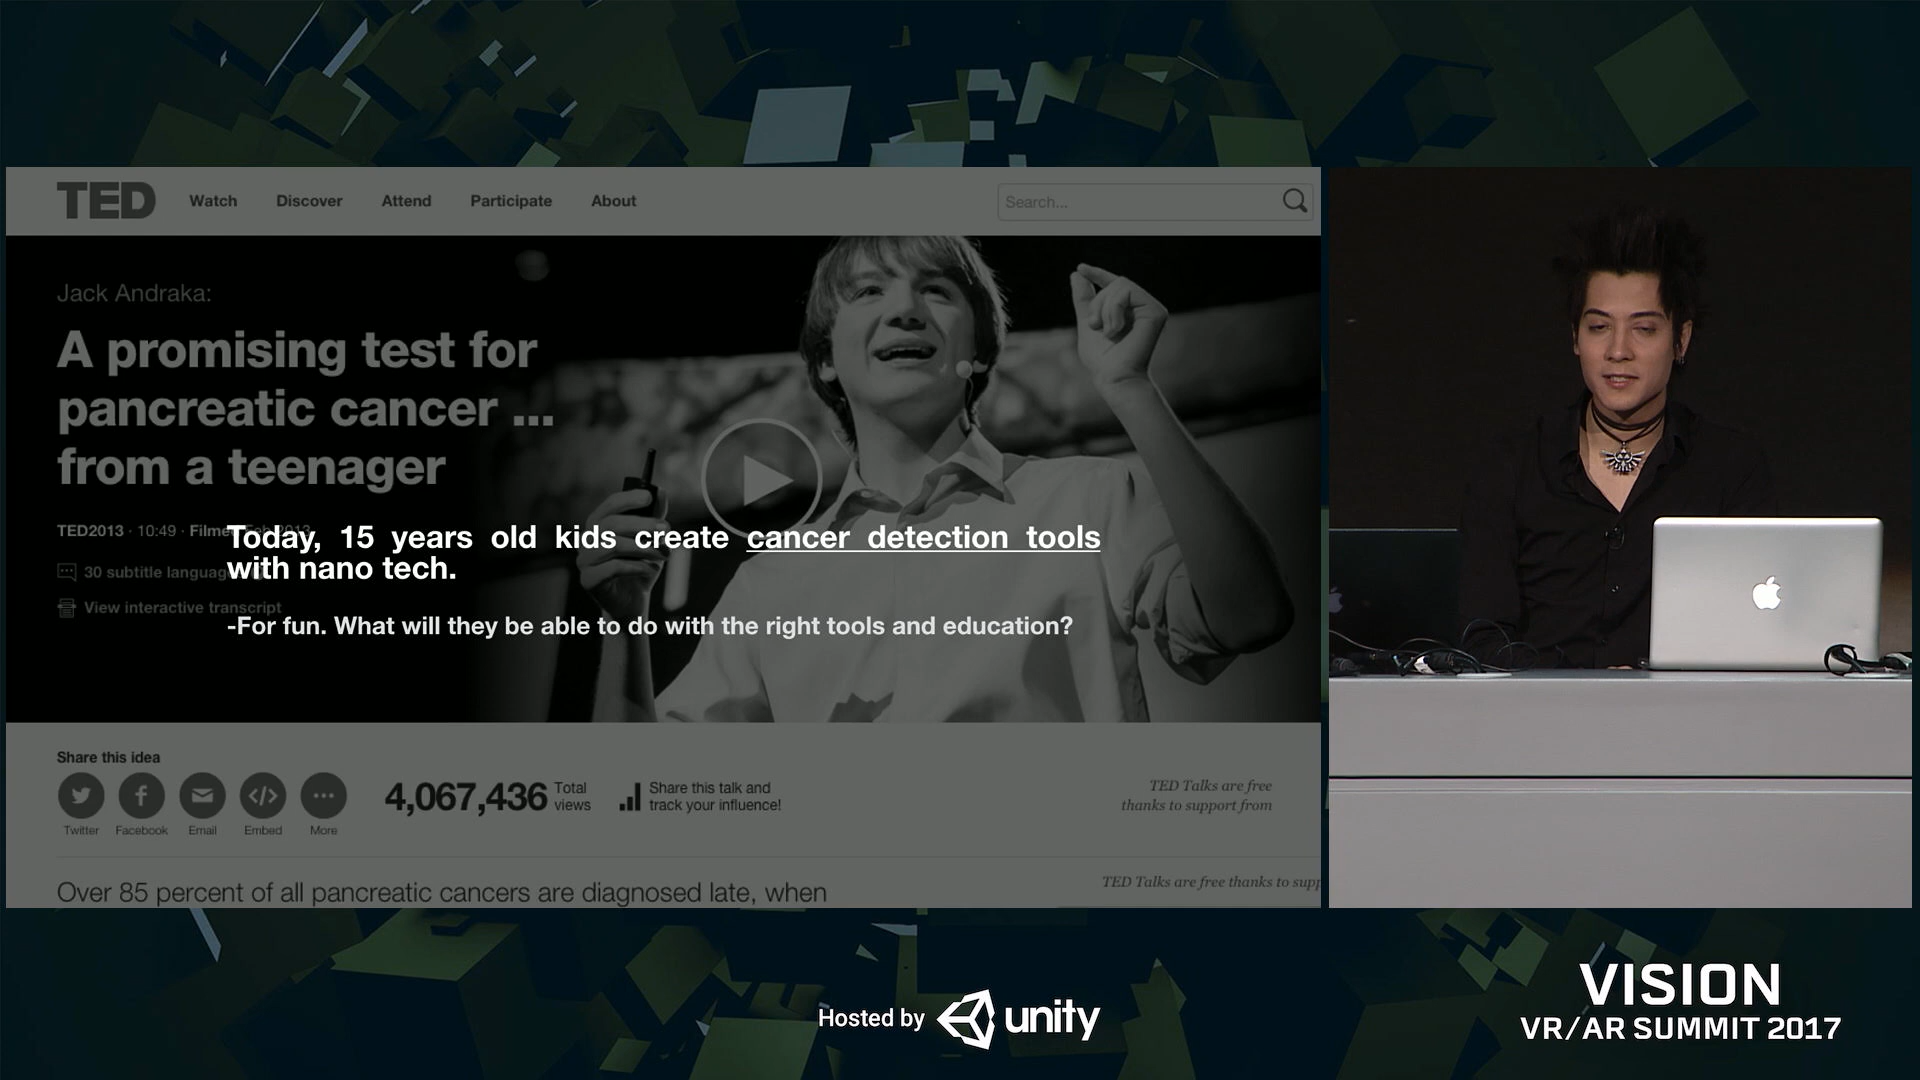 TED
Watch Discover Attend Participate About
Search...
Jack Andraka:
A promising test for
pancreatic cancer ...
from a teenager
TED2013 · 10:49 · Filmed Feb 2013
30 subtitle languag
View interactive transcript
Today, 15 years old kids create cancer detection tools
with nano tech.
-For fun. What will they be able to do with the right tools and education?
Share this idea
Twitter Facebook Email Embed More
4,067,436 Total
views
Share this talk and
track your influence!
TED Talks are free
thanks to support from
Over 85 percent of all pancreatic cancers are diagnosed late, when
TED Talks are free thanks to supp
Hosted by unity
VISION
VR/AR SUMMIT 2017